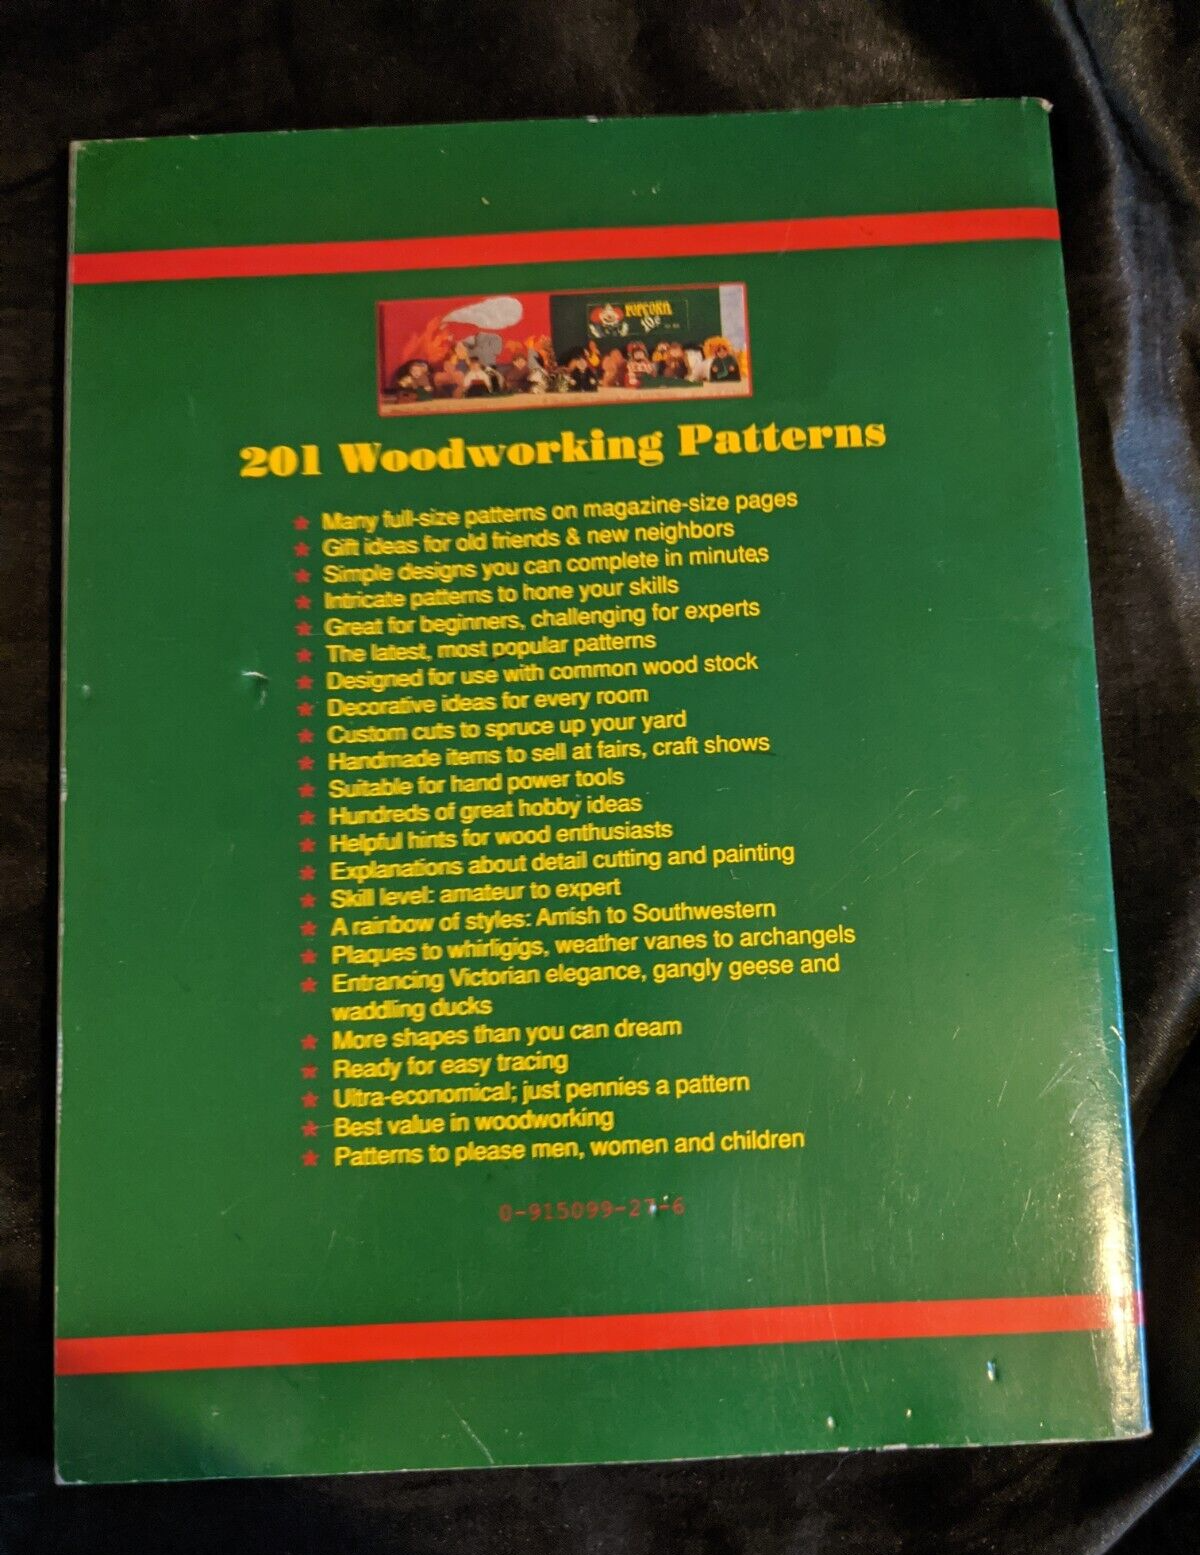 POPCORN
10¢
201 Woodworking Patterns
Many full-size patterns on magazine-size pages
Gift ideas for old friends & new neighbors
Simple designs you can complete in minutes
Intricate patterns to hone your skills
Great for beginners, challenging for experts
The latest, most popular patterns
Designed for use with common wood stock
Decorative ideas for every room
Custom cuts to spruce up your yard
Handmade items to sell at fairs, craft shows
Suitable for hand power tools
Hundreds of great hobby ideas
Helpful hints for wood enthusiasts
Explanations about detail cutting and painting
Skill level: amateur to expert
A rainbow of styles: Amish to Southwestern
Plaques to whirligigs, weather vanes to archangels
Entrancing Victorian elegance, gangly geese and
waddling ducks
More shapes than you can dream
Ready for easy tracing
Ultra-economical; just pennies a pattern
Best value in woodworking
Patterns to please men, women and children
0-915099-27-6